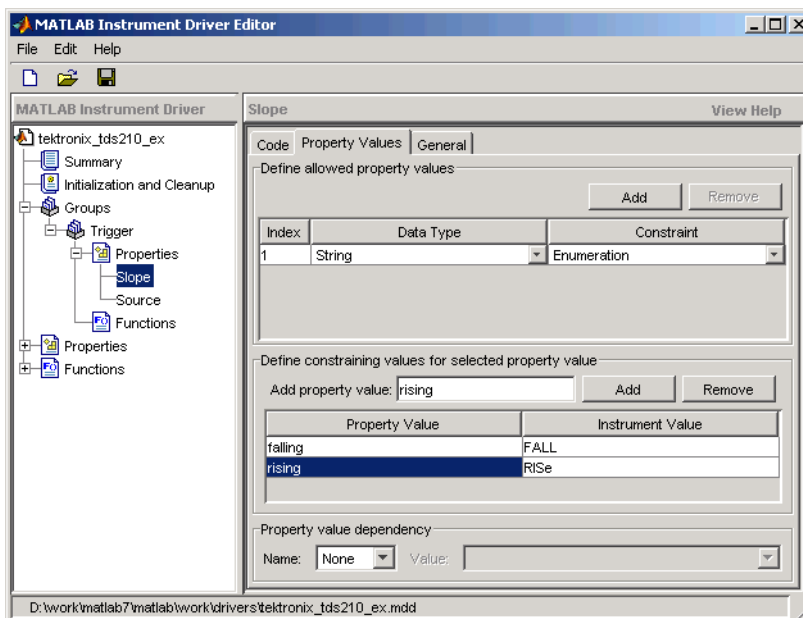 MATLAB Instrument Driver Editor
File Edit Help
MATLAB Instrument Driver
tektronix_tds210_ex
Summary
Initialization and Cleanup
Groups
Trigger
Properties
Slope
Source
Functions
Properties
Functions
Slope View Help
Code Property Values General
Define allowed property values
Add Remove
Index Data Type Constraint
1 String Enumeration
Define constraining values for selected property value
Add property value: rising Add Remove
Property Value Instrument Value
falling FALL
rising RISe
Property value dependency
Name: None Value:
D:\work\matlab7\matlab\work\drivers\tektronix_tds210_ex.mdd